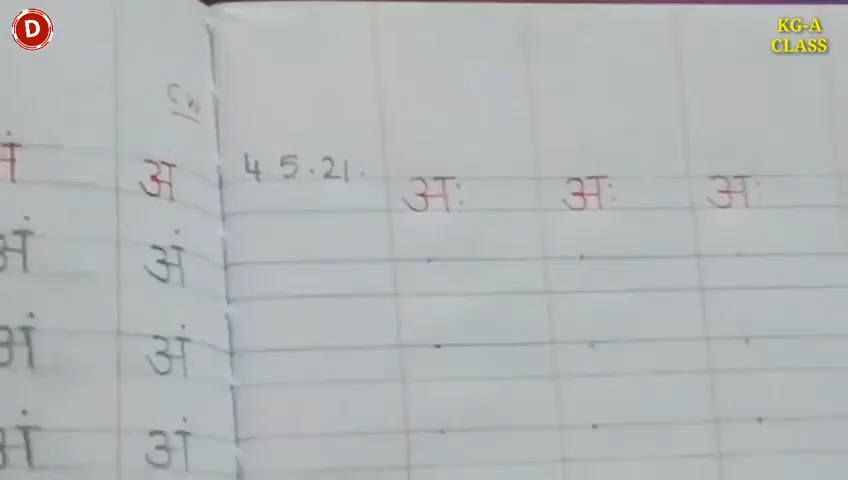 D
KG-A
CLASS
CW
अं अं
अं अं
अं अं
अं अं
4.5.21.
अः अः अः